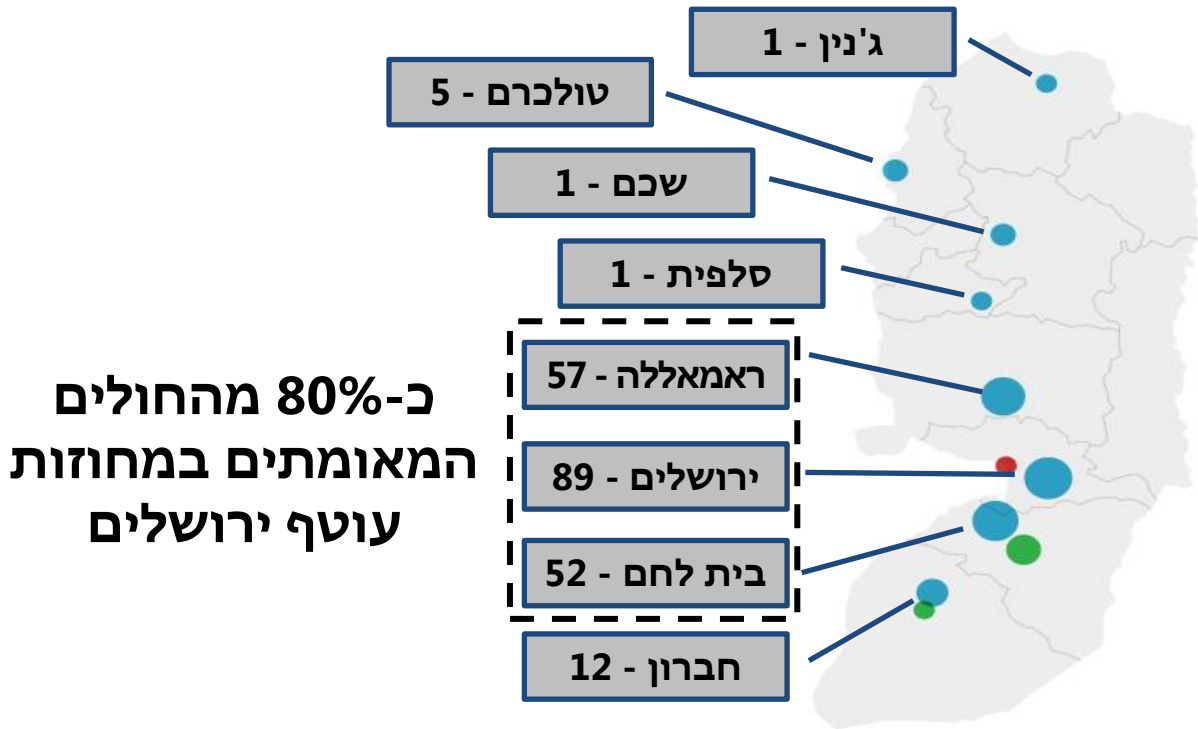 ג'נין - 1
טולכרם - 5
שכם - 1
סלפית - 1
ראמאללה - 57
ירושלים - 89
בית לחם - 52
חברון - 12
כ-80% מהחולים
המאומתים במחוזות
עוטף ירושלים